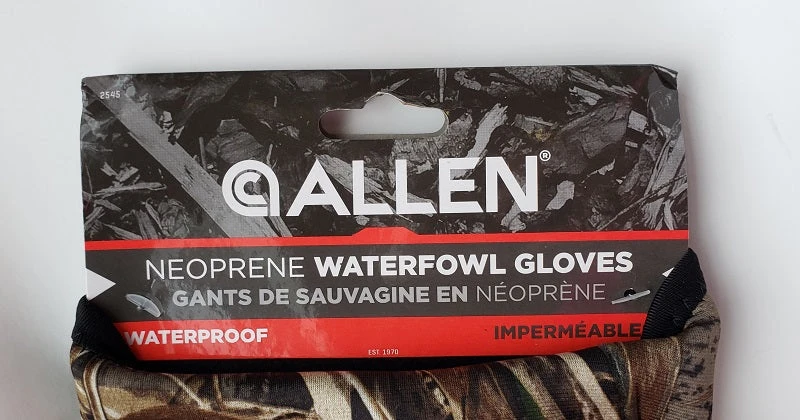 2545
ALLEN®
NEOPRENE WATERFOWL GLOVES
GANTS DE SAUVAGINE EN NÉOPRÈNE
WATERPROOF IMPERMÉABLE
EST. 1970